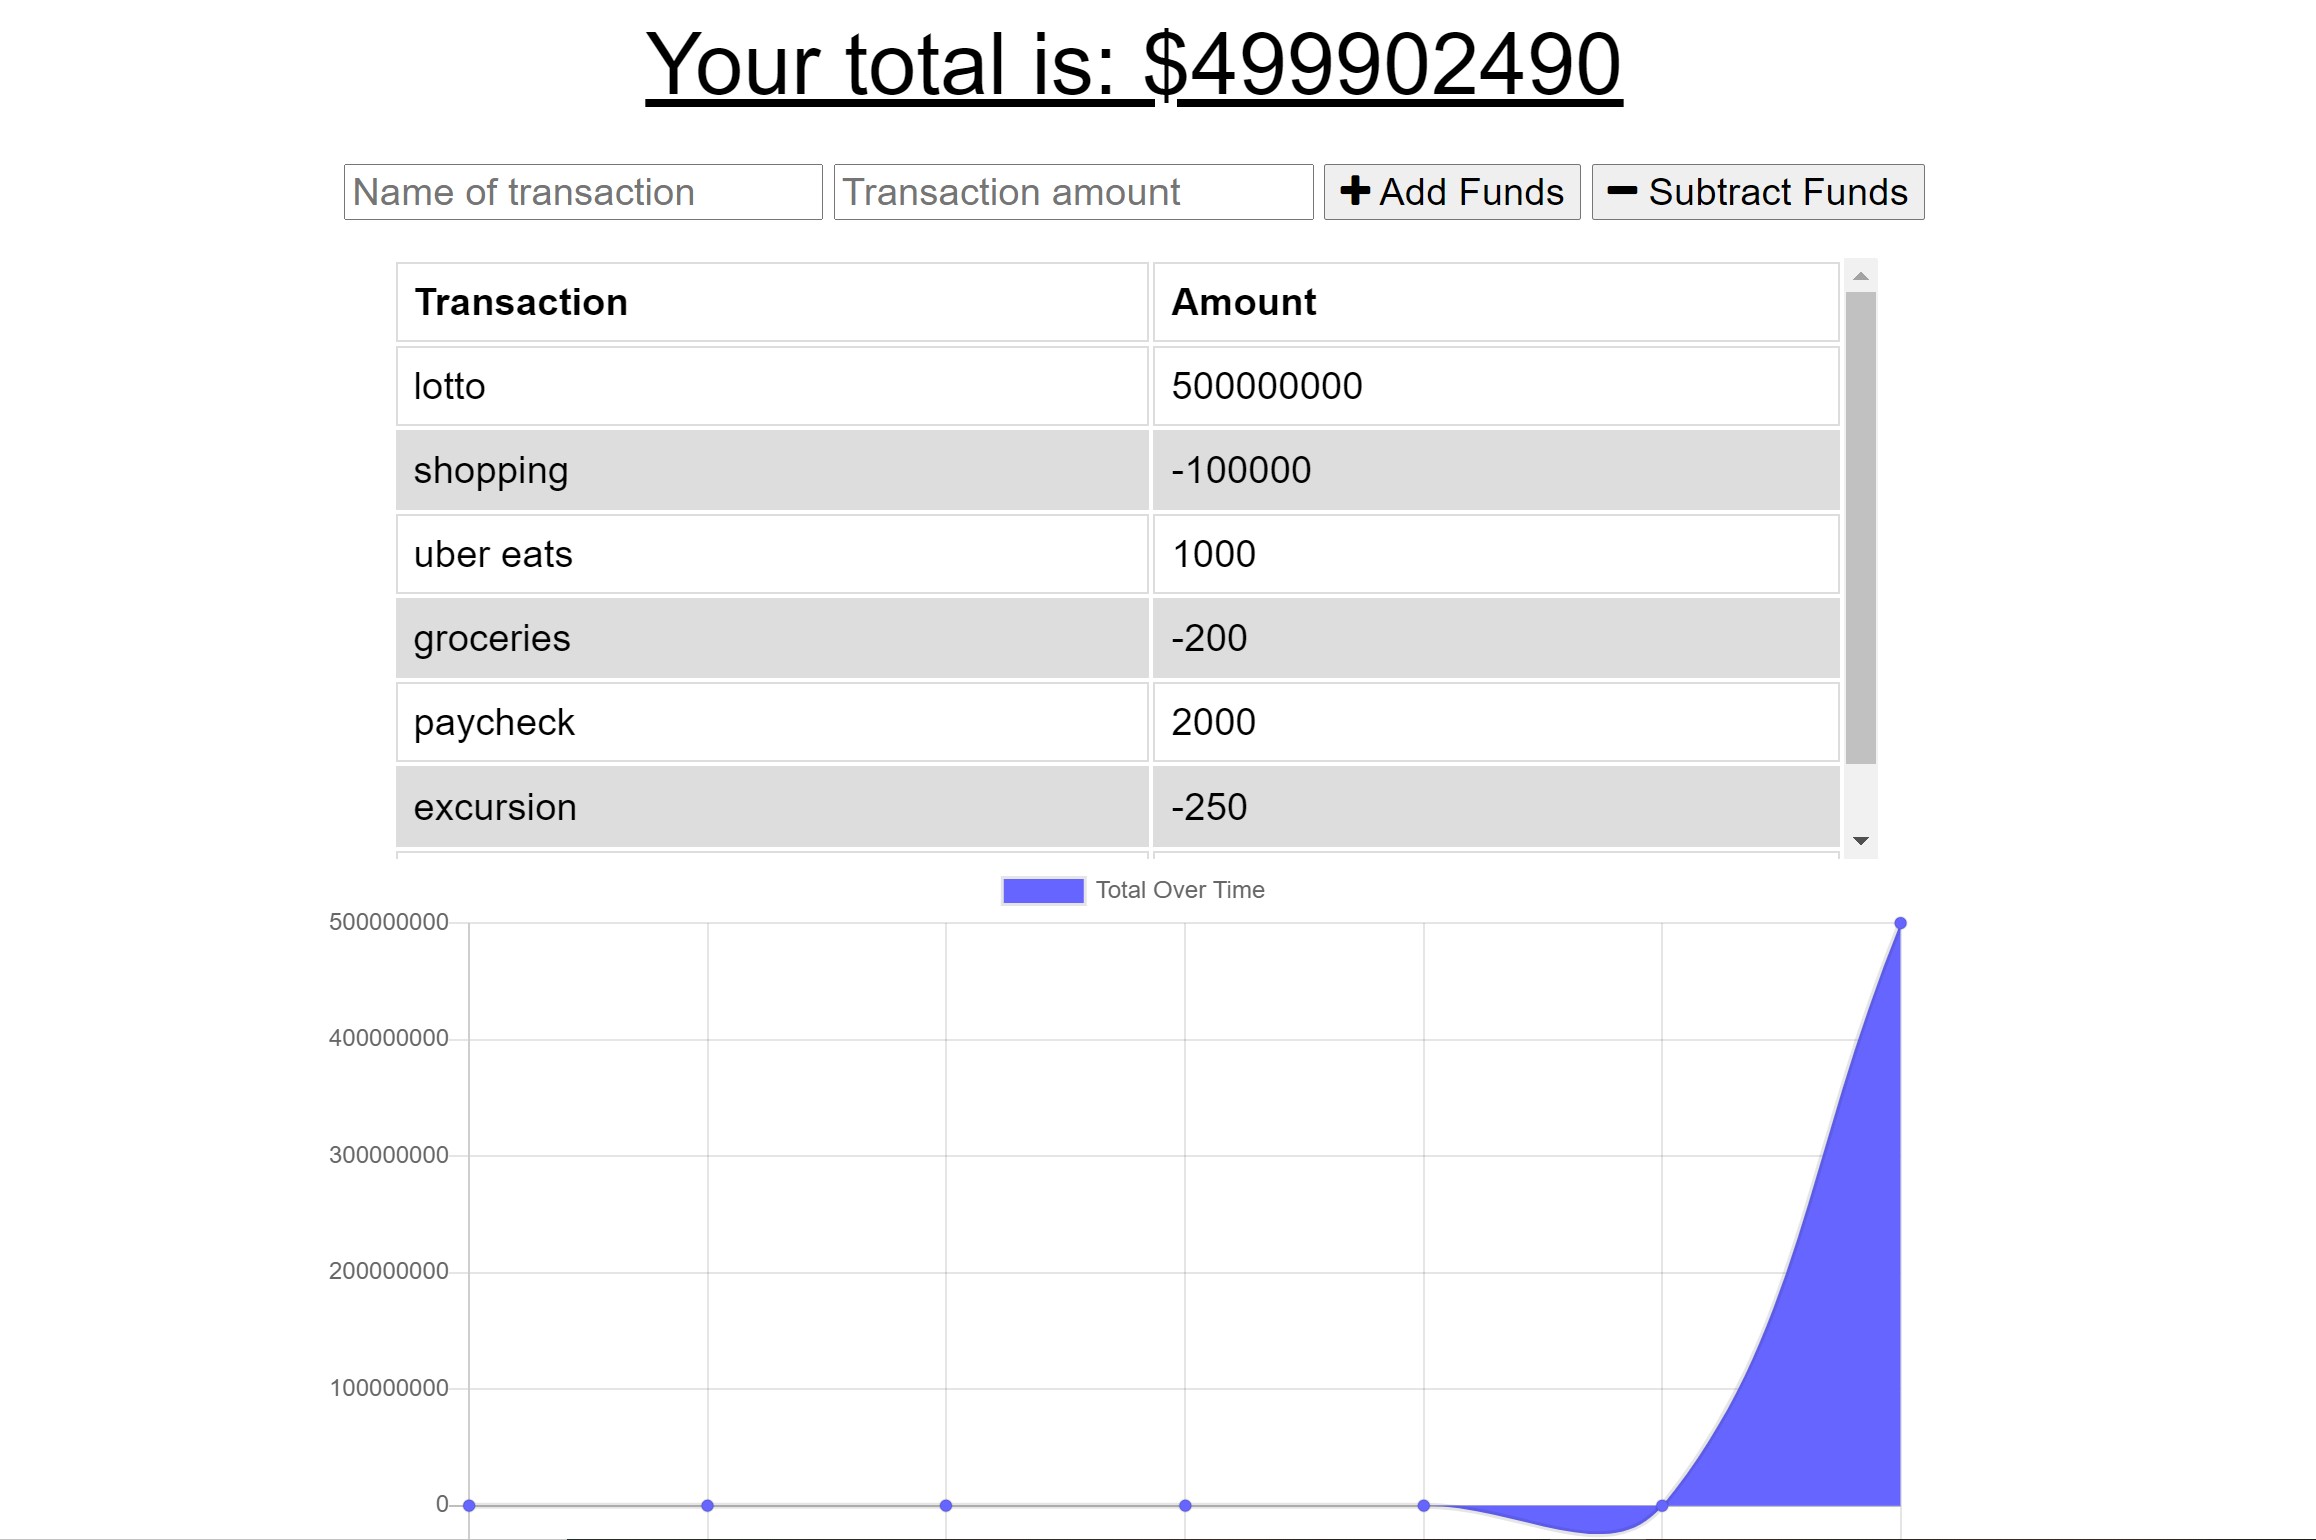 Your total is: $499902490
Name of transaction Transaction amount Add Funds Subtract Funds
Transaction Amount
lotto 500000000
shopping -100000
uber eats 1000
groceries -200
paycheck 2000
excursion -250
Total Over Time
500000000
400000000
300000000
200000000
100000000
0